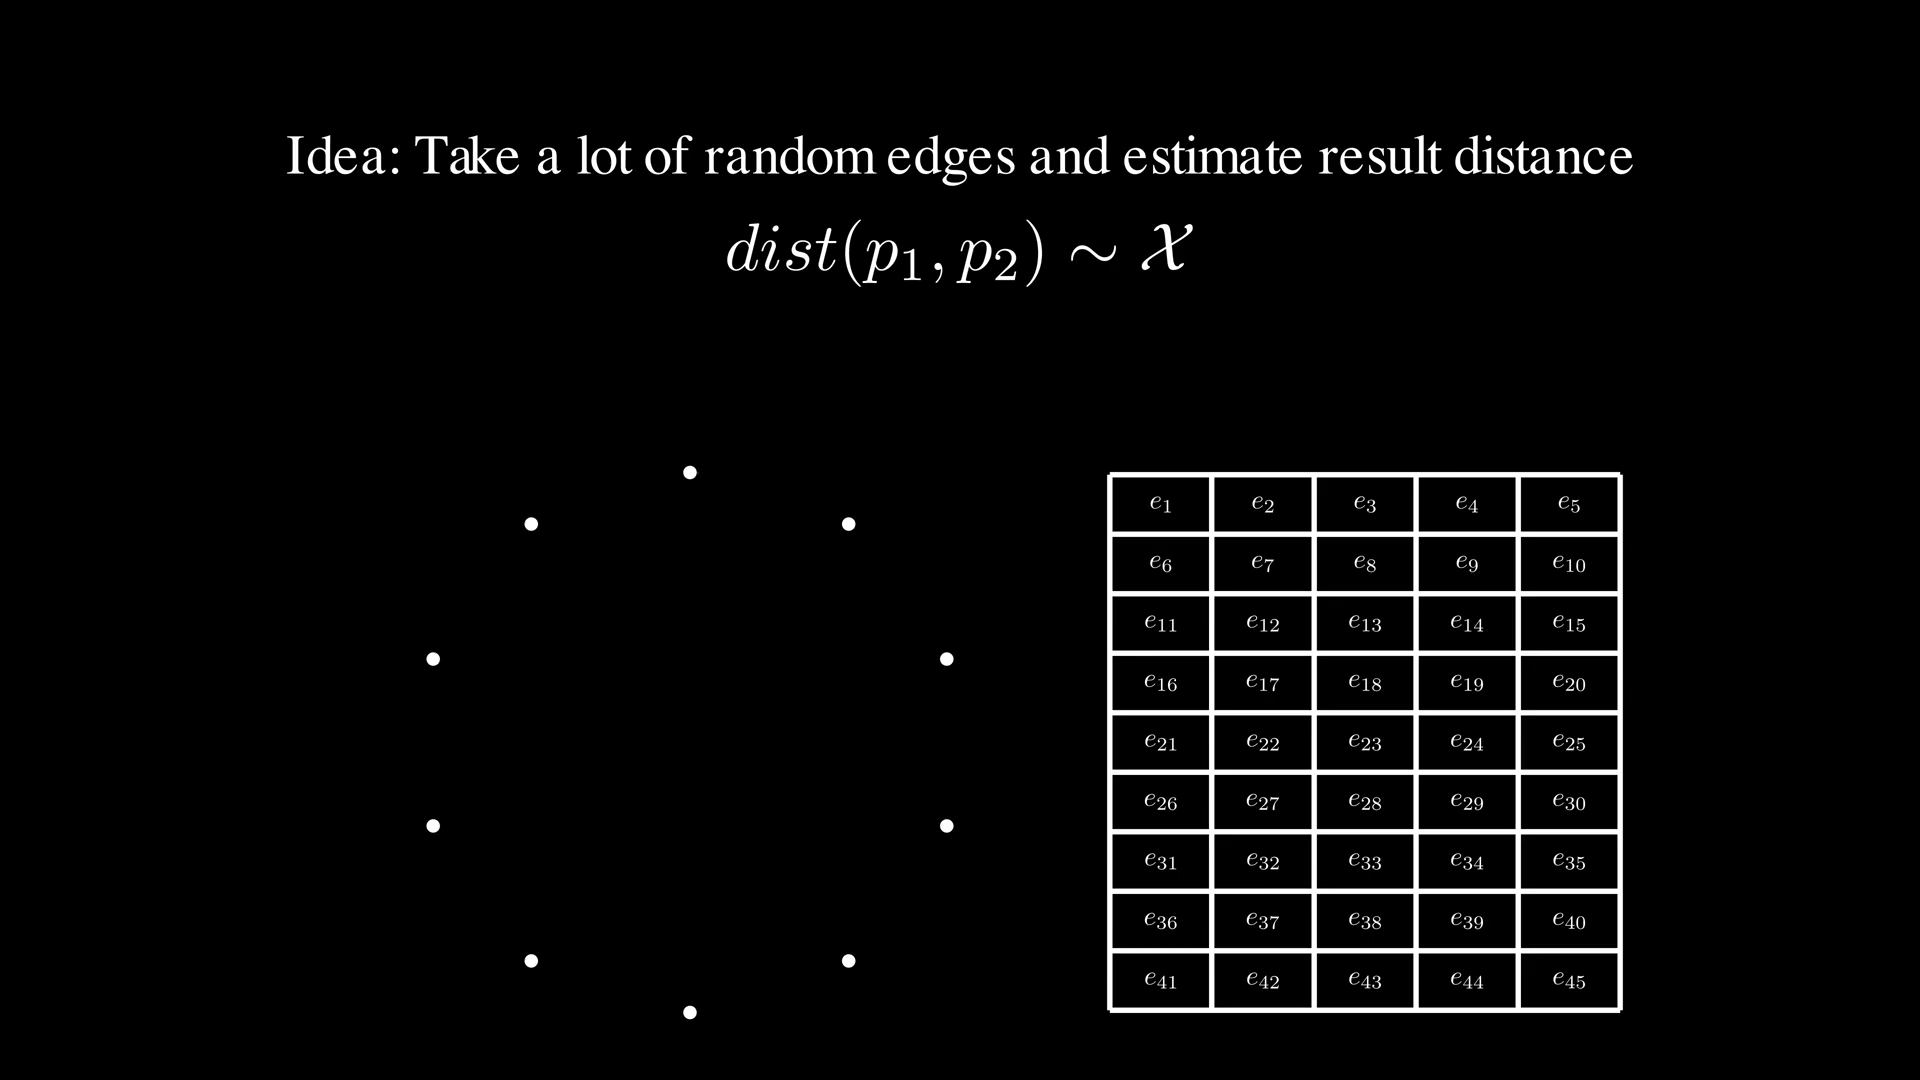 Idea: Take a lot of random edges and estimate result distance
dist(p₁, p₂) ∼ 𝒳
e₁ e₂ e₃ e₄ e₅
e₆ e₇ e₈ e₉ e₁₀
e₁₁ e₁₂ e₁₃ e₁₄ e₁₅
e₁₆ e₁₇ e₁₈ e₁₉ e₂₀
e₂₁ e₂₂ e₂₃ e₂₄ e₂₅
e₂₆ e₂₇ e₂₈ e₂₉ e₃₀
e₃₁ e₃₂ e₃₃ e₃₄ e₃₅
e₃₆ e₃₇ e₃₈ e₃₉ e₄₀
e₄₁ e₄₂ e₄₃ e₄₄ e₄₅